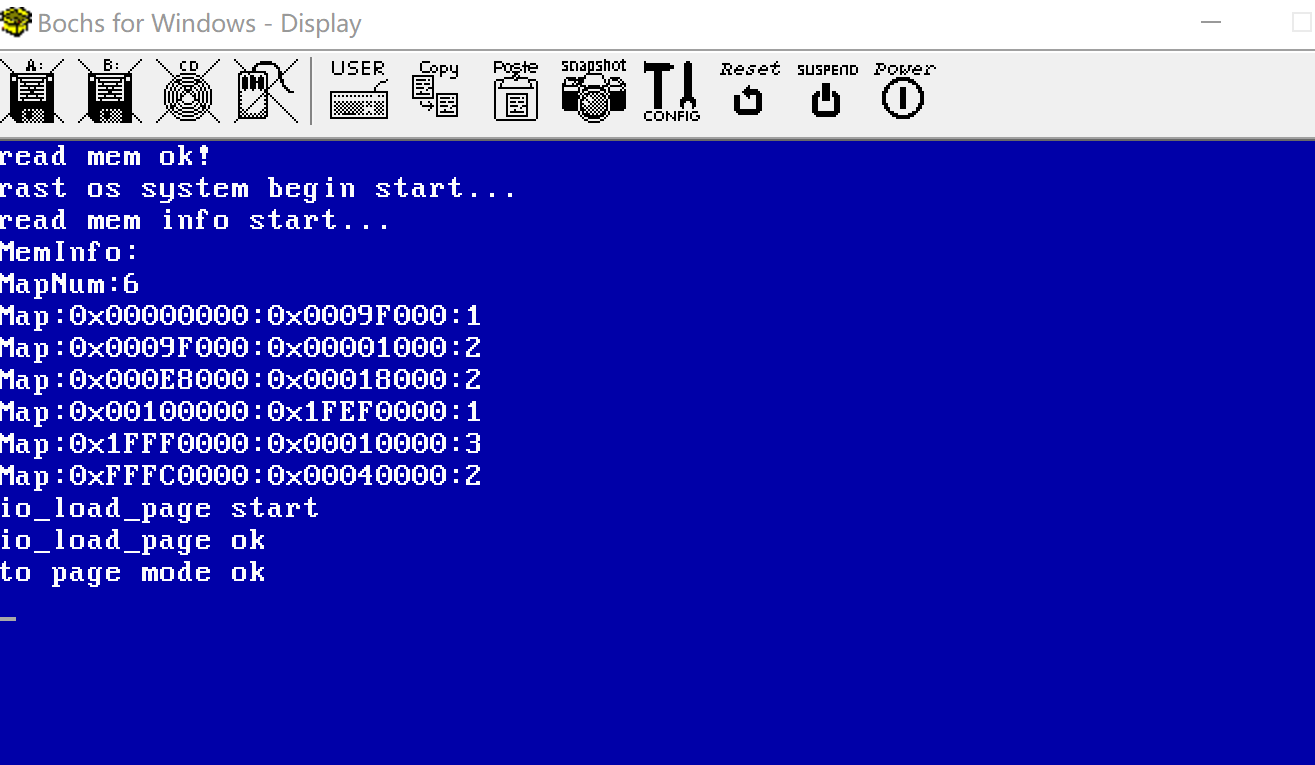 Bochs for Windows - Display
A: B: CD USER Copy Paste snapshot CONFIG Reset SUSPEND Power
read mem ok!
rast os system begin start...
read mem info start...
MemInfo:
MapNum:6
Map:0x00000000:0x0009F000:1
Map:0x0009F000:0x00001000:2
Map:0x000E8000:0x00018000:2
Map:0x00100000:0x1FEF0000:1
Map:0x1FFF0000:0x00010000:3
Map:0xFFFC0000:0x00040000:2
io_load_page start
io_load_page ok
to page mode ok